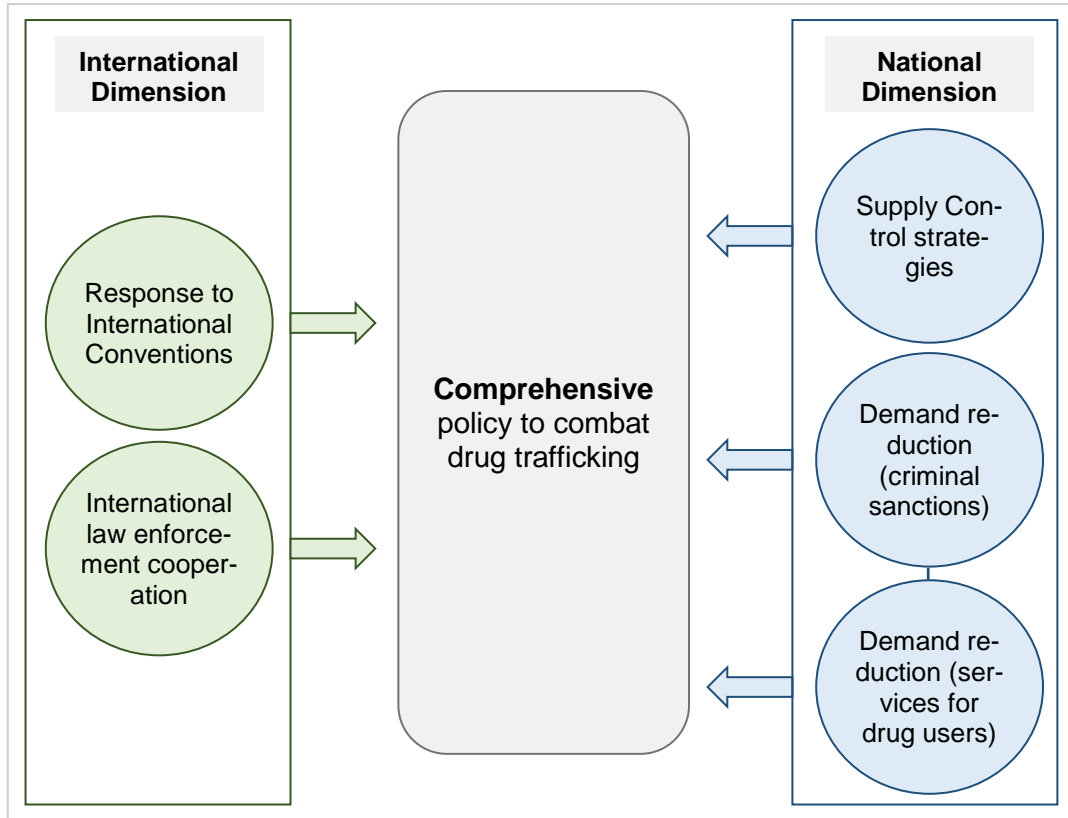 International
Dimension
Response to
International
Conventions
International
law enforce-
ment cooper-
ation
Comprehensive
policy to combat
drug trafficking
National
Dimension
Supply Con-
trol strate-
gies
Demand re-
duction
(criminal
sanctions)
Demand re-
duction (ser-
vices for
drug users)